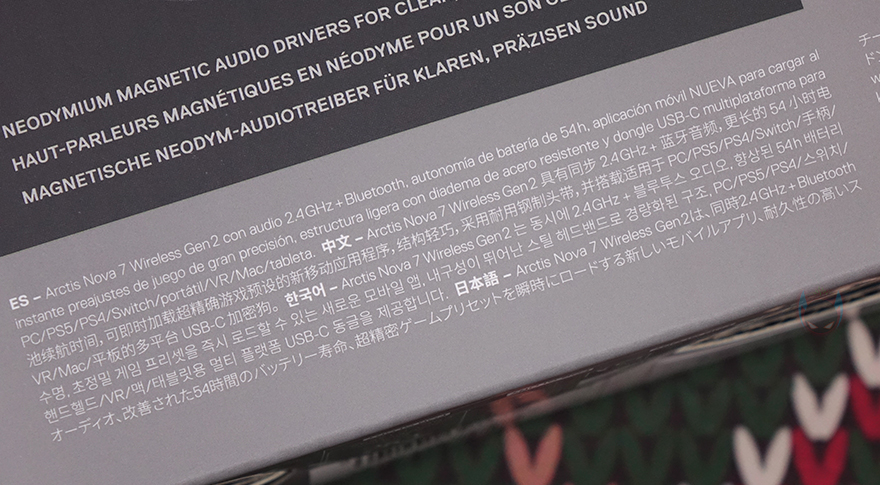 NEODYMIUM MAGNETIC AUDIO DRIVERS FOR CLEAR,
HAUT-PARLEURS MAGNÉTIQUES EN NÉODYME POUR UN SON
MAGNETISCHE NEODYM-AUDIOTREIBER FÜR KLAREN, PRÄZISEN SOUND
ES – Arctis Nova 7 Wireless Gen2 con audio 2.4GHz + Bluetooth, autonomía de batería de 54h, aplicación móvil NUEVA para cargar al
instante preajustes de juego de gran precisión, estructura ligera con diadema de acero resistente y dongle USB-C multiplataforma para
PC/PS5/PS4/Switch/portátil/VR/Mac/tableta. 中文 – Arctis Nova 7 Wireless Gen2 具有同步 2.4GHz + 蓝牙音频, 更长的 54 小时电
池续航时间, 可即时加载超精确游戏预设的新移动应用程序, 结构轻巧, 采用耐用钢制头带, 并搭载适用于 PC/PS5/PS4/Switch/手柄/
VR/Mac/平板的多平台 USB-C 加密狗。 한국어 – Arctis Nova 7 Wireless Gen2 는 동시에 2.4GHz + 블루투스 오디오, 향상된 54h 배터리
수명, 초정밀 게임 프리셋을 즉시 로드할 수 있는 새로운 모바일 앱, 내구성이 뛰어난 스틸 헤드밴드로 경량화된 구조, PC/PS5/PS4/스위치/
핸드헬드/VR/맥/태블릿용 멀티 플랫폼 USB-C 동글을 제공합니다. 日本語 – Arctis Nova 7 Wireless Gen2は、同時2.4GHz + Bluetooth
オーディオ、改善された54時間のバッテリー寿命、超精密ゲームプリセットを瞬時にロードする新しいモバイルアプリ、耐久性の高いス
チー
ドン